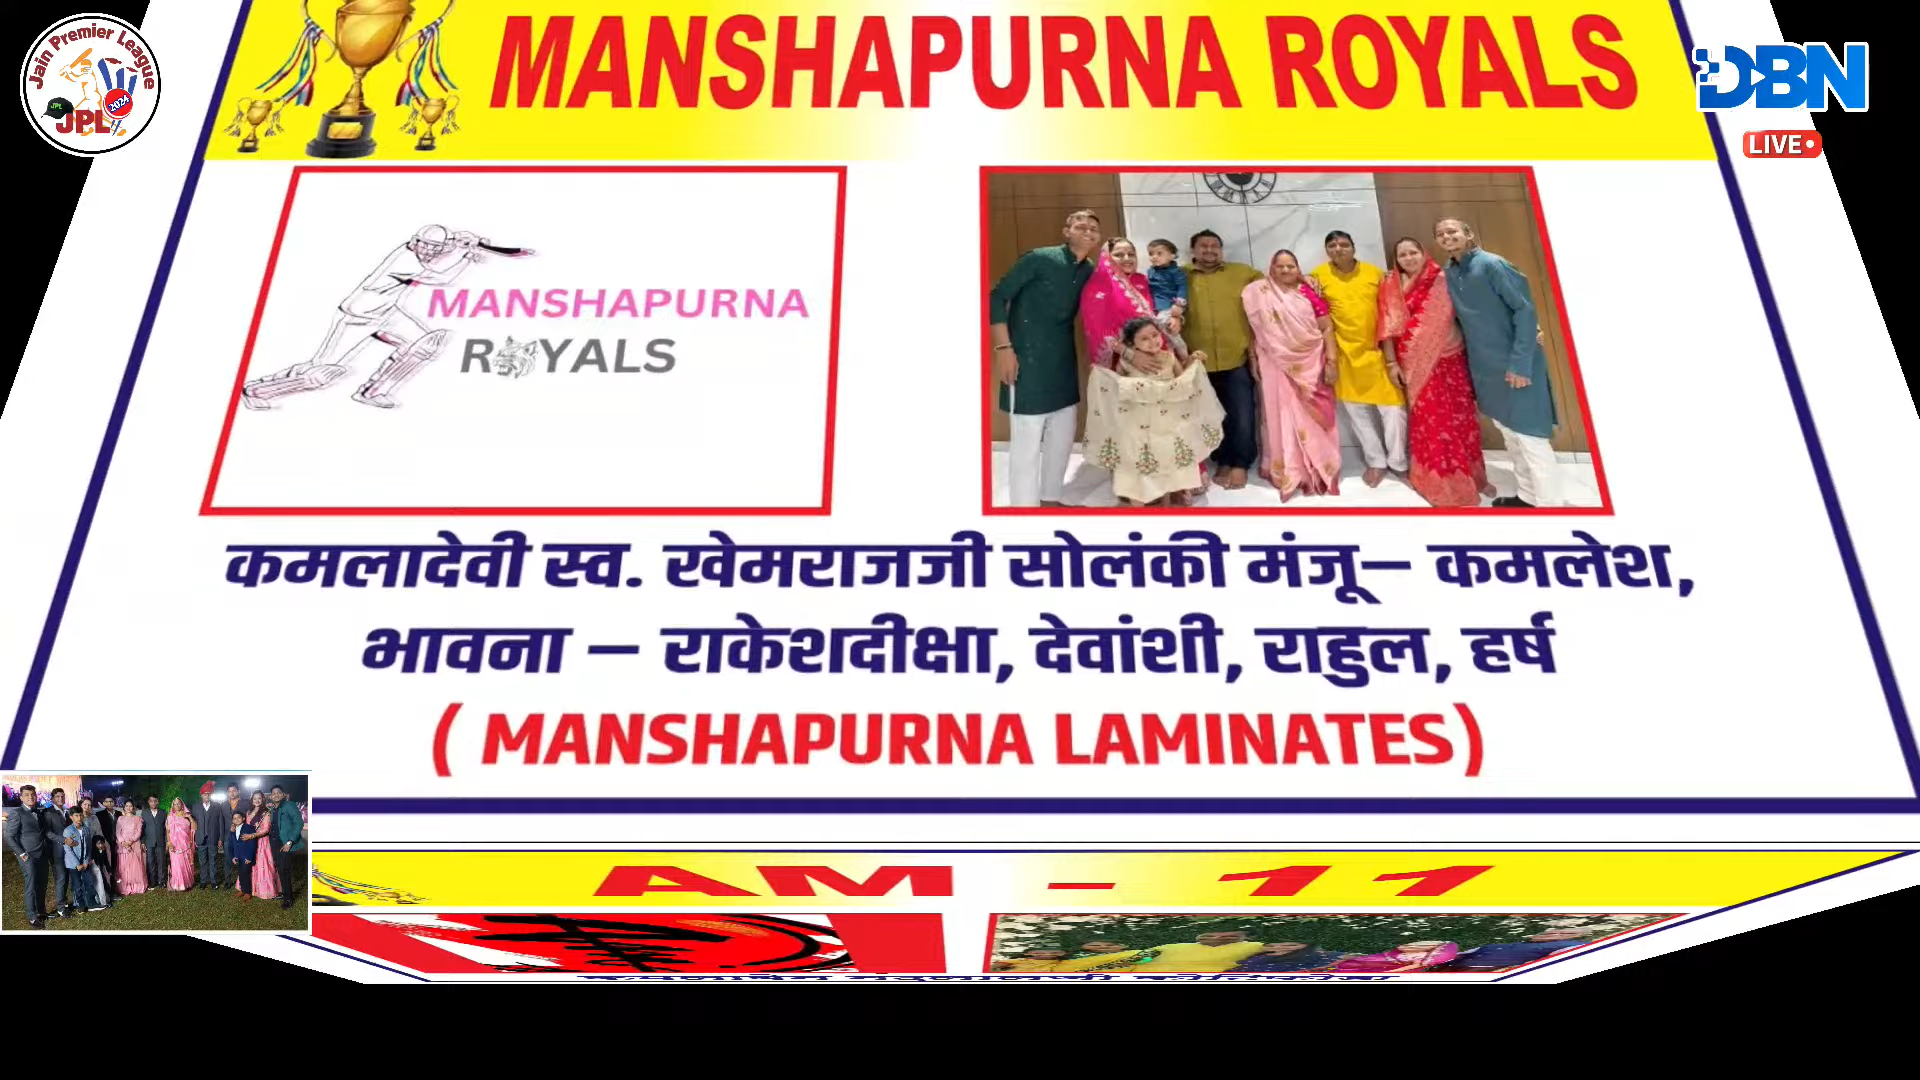 Jain Premier League
JPL
2024
JPL
MANSHAPURNA ROYALS
DBN
LIVE
MANSHAPURNA
ROYALS
कमलादेवी स्व. खेमराजजी सोलंकी मंजू– कमलेश,
भावना – राकेशदीक्षा, देवांशी, राहुल, हर्ष
( MANSHAPURNA LAMINATES)
AM - 11